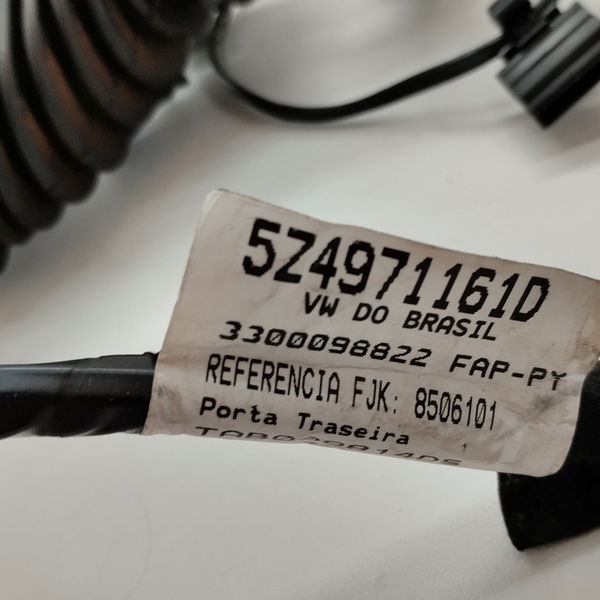 5Z4971161D
VW DO BRASIL
3300098822 FAP-PY
REFERENCIA FJK: 8506101
Porta Traseira